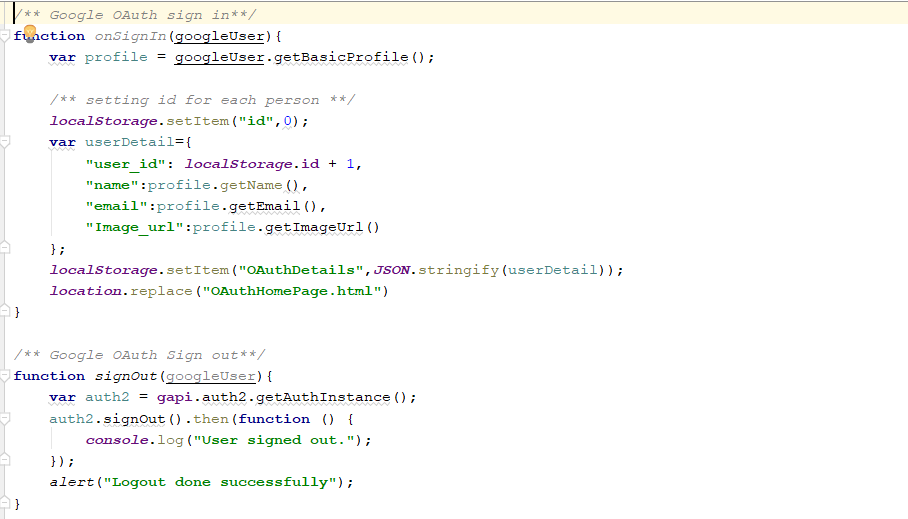 /** Google OAuth sign in**/
function onSignIn(googleUser){
    var profile = googleUser.getBasicProfile();

    /** setting id for each person **/
    localStorage.setItem("id",0);
    var userDetail={
        "user_id": localStorage.id + 1,
        "name":profile.getName(),
        "email":profile.getEmail(),
        "Image_url":profile.getImageUrl()
    };
    localStorage.setItem("OAuthDetails",JSON.stringify(userDetail));
    location.replace("OAuthHomePage.html")
}

/** Google OAuth Sign out**/
function signOut(googleUser){
    var auth2 = gapi.auth2.getAuthInstance();
    auth2.signOut().then(function () {
        console.log("User signed out.");
    });
    alert("Logout done successfully");
}